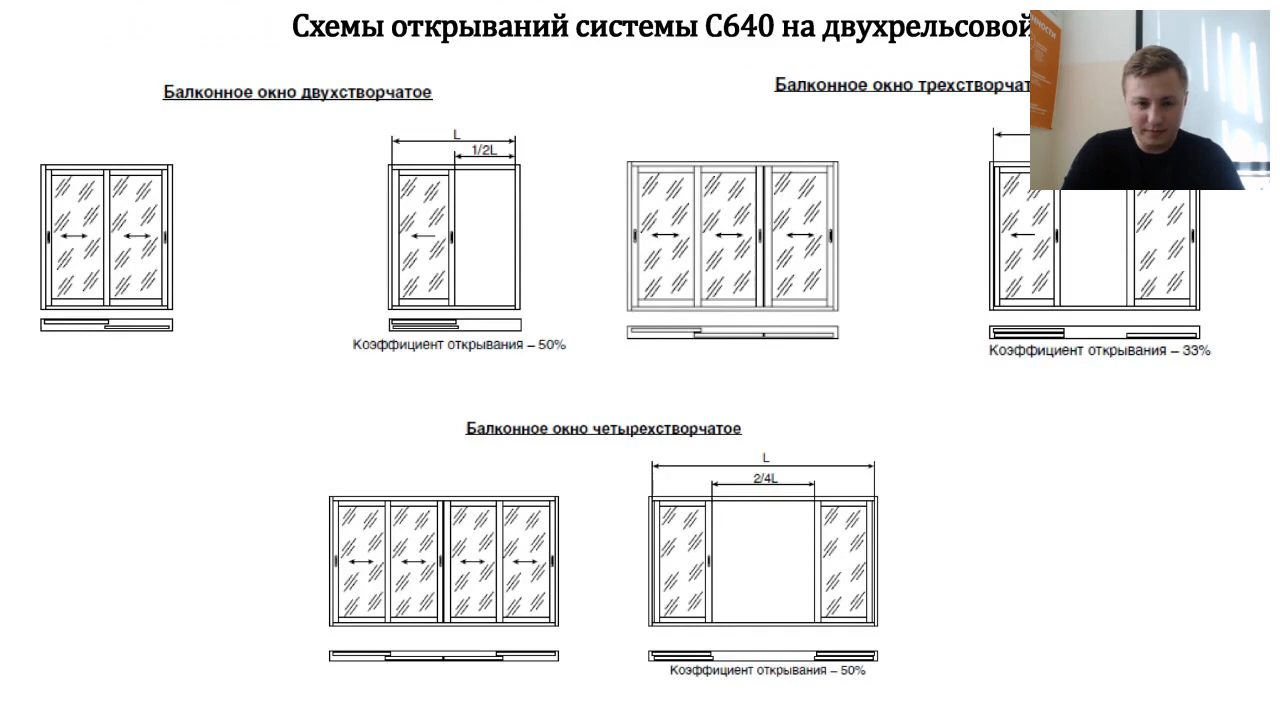 Схемы открываний системы С640 на двухрельсовой
Балконное окно двухстворчатое
Балконное окно трехстворчат
L
1/2L
Коэффициент открывания – 50%
Коэффициент открывания – 33%
Балконное окно четырехстворчатое
L
2/4L
Коэффициент открывания – 50%